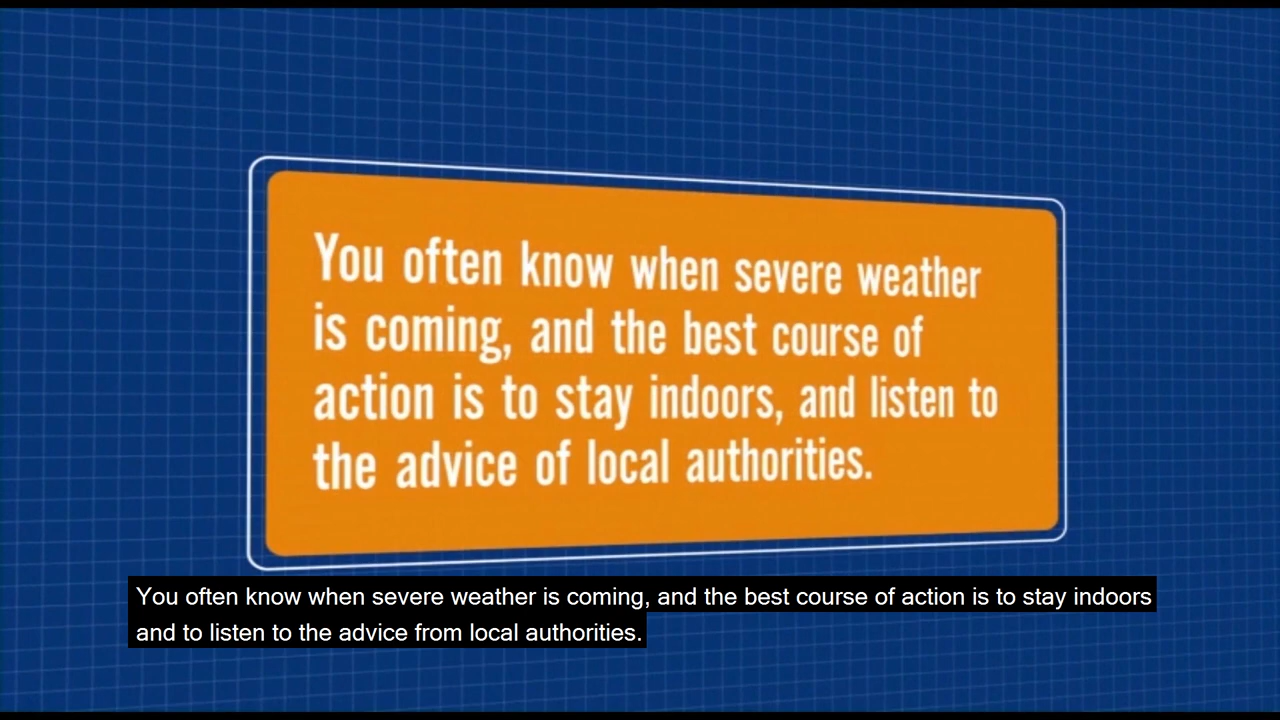 You often know when severe weather
is coming, and the best course of
action is to stay indoors, and listen to
the advice of local authorities.
You often know when severe weather is coming, and the best course of action is to stay indoors
and to listen to the advice from local authorities.